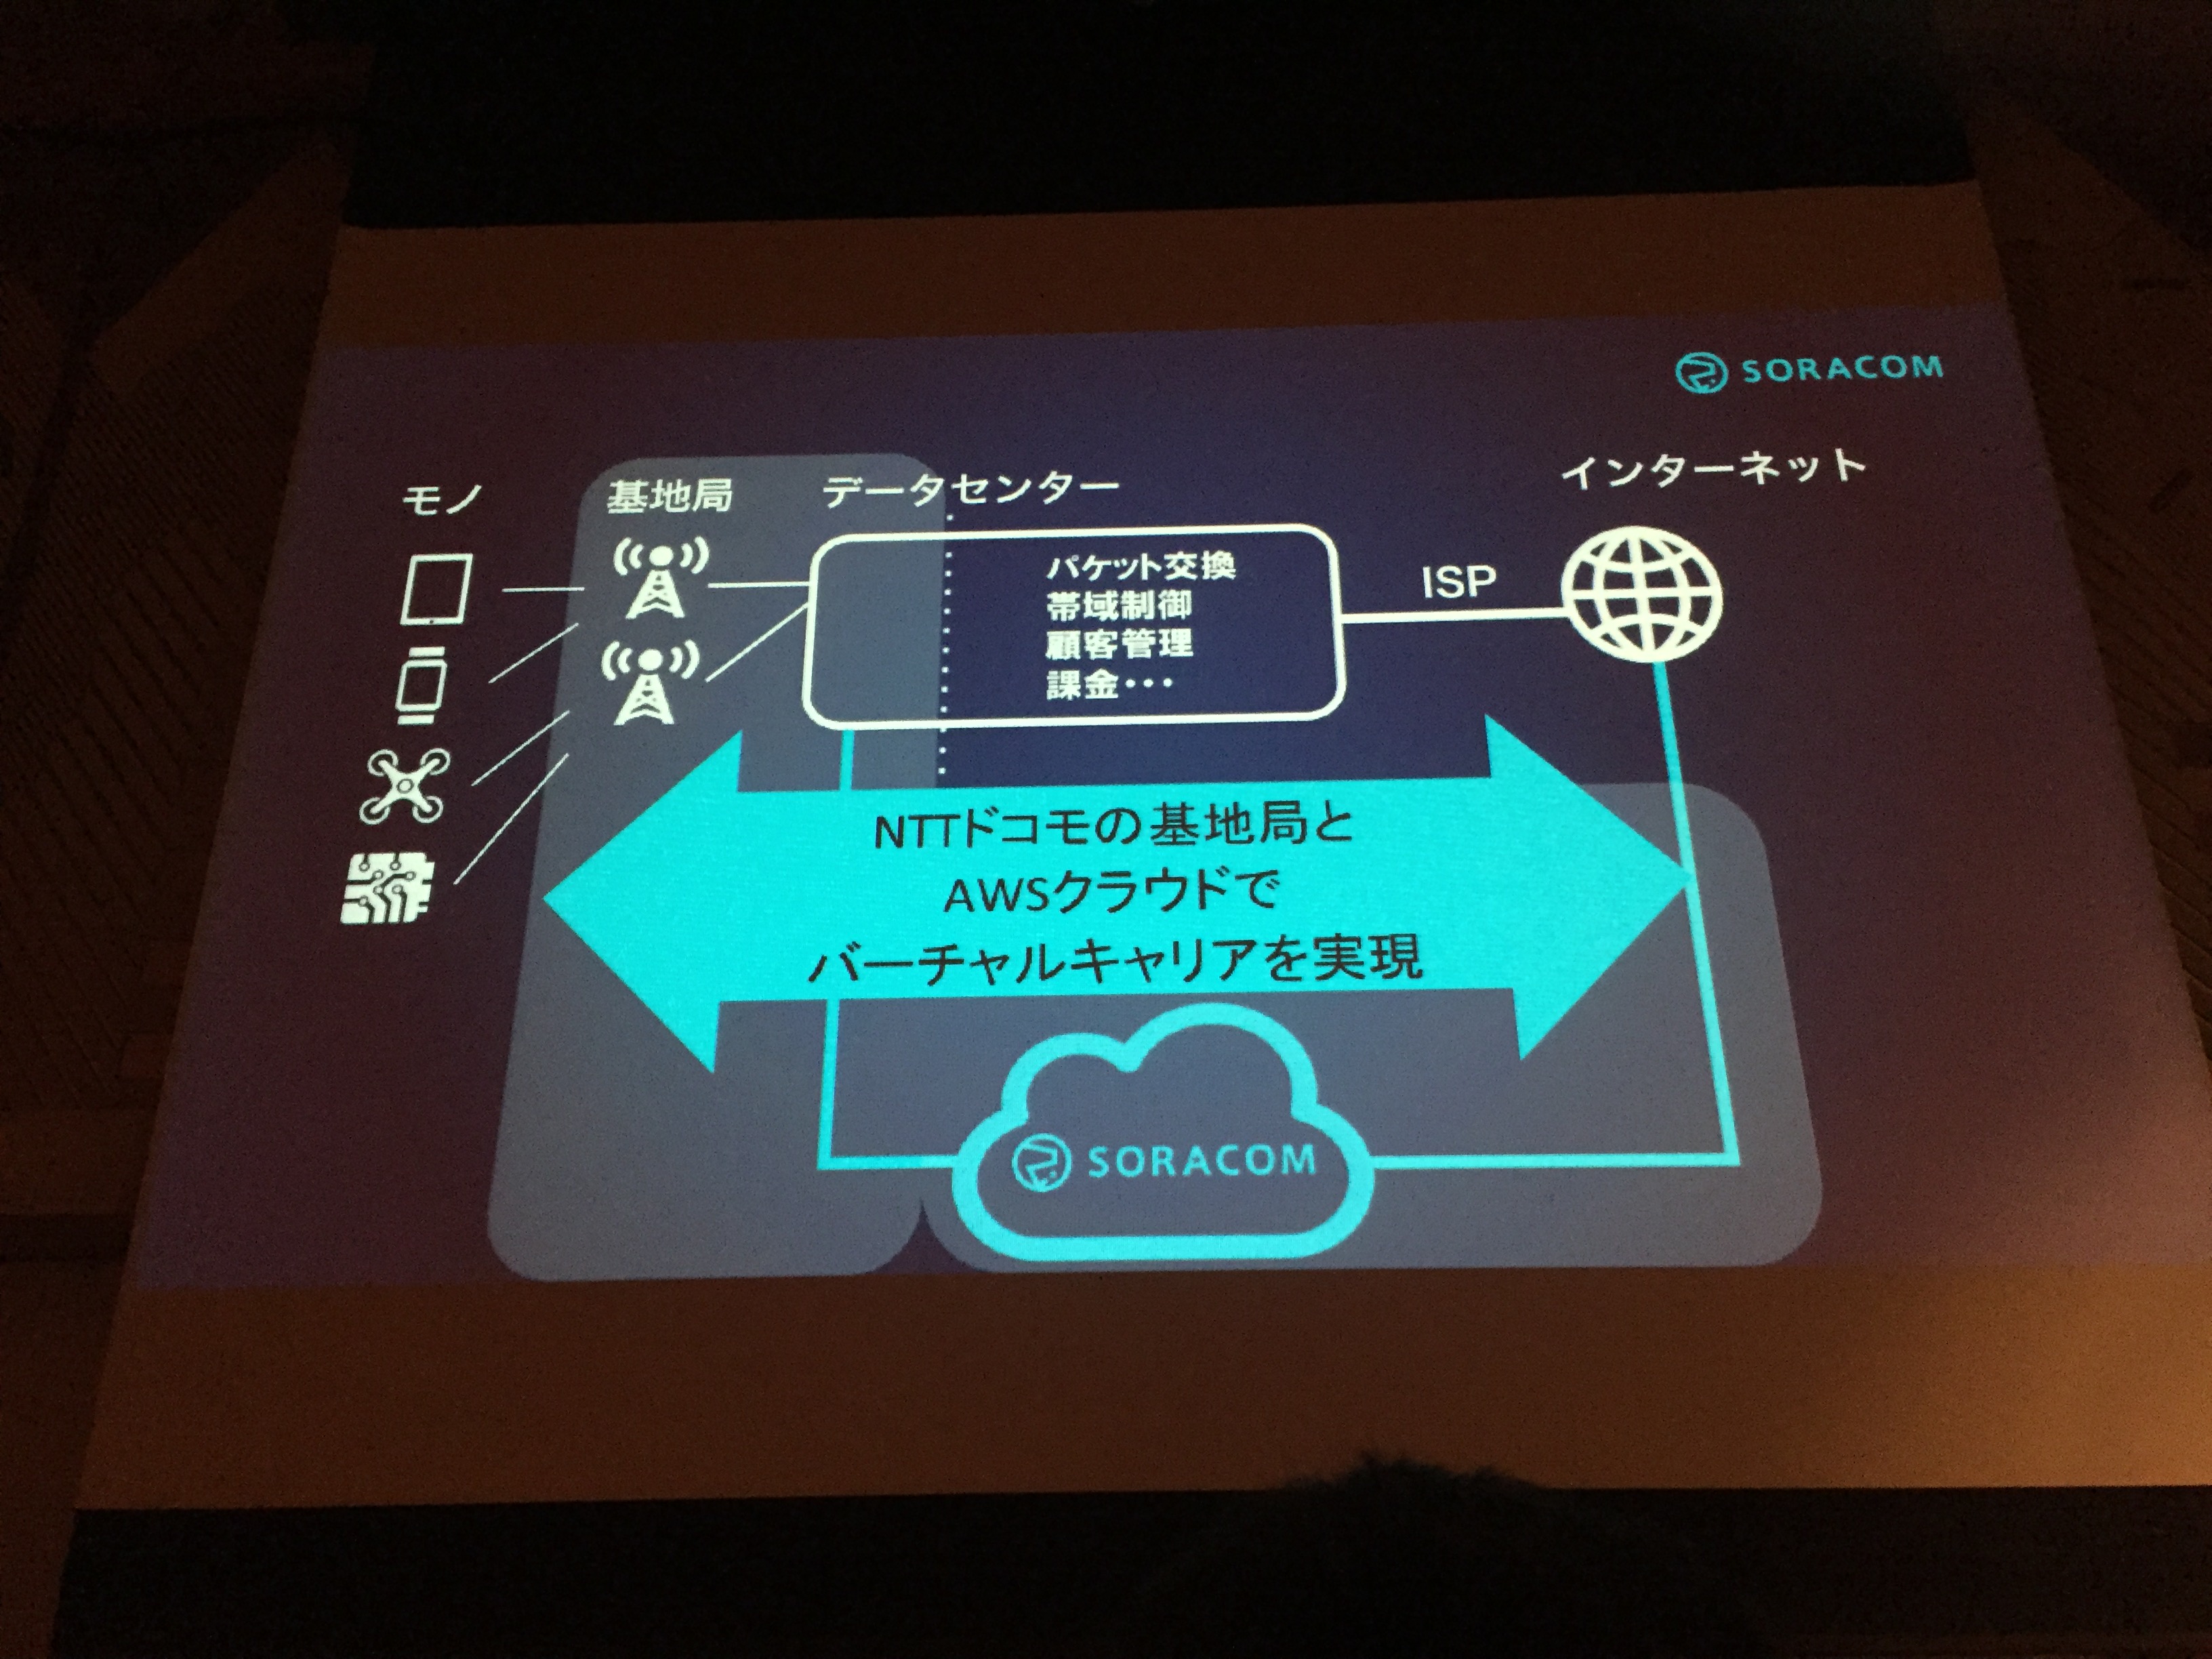 SORACOM
モノ
基地局
データセンター
インターネット
パケット交換
帯域制御
顧客管理
課金・・・
ISP
NTTドコモの基地局と
AWSクラウドで
バーチャルキャリアを実現
SORACOM